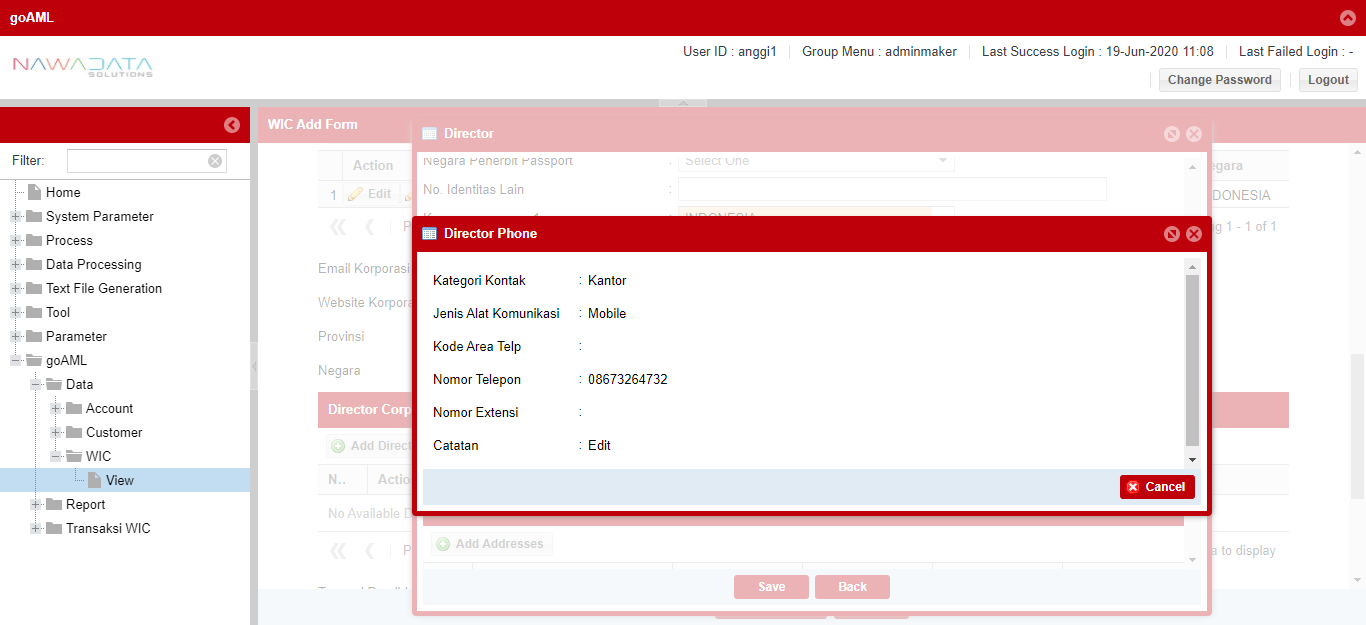 goAML
NAWADATA
SOLUTIONS
User ID : anggi1 Group Menu : adminmaker Last Success Login : 19-Jun-2020 11:08 Last Failed Login : -
Change Password Logout
Filter:
Home
System Parameter
Process
Data Processing
Text File Generation
Tool
Parameter
goAML
Data
Account
Customer
WIC
View
Report
Transaksi WIC
WIC Add Form
Action
1 Edit
Email Korporasi
Website Korpora
Provinsi
Negara
Director Corp
Add Direct
N.. Actio
No Available
Director
Negara Penerbit Passport : Select One
No. Identitas Lain :
INDONESIA
Director Phone
Kategori Kontak : Kantor
Jenis Alat Komunikasi : Mobile
Kode Area Telp :
Nomor Telepon : 08673264732
Nomor Extensi :
Catatan : Edit
Cancel
Add Addresses
Save Back
egara
DONESIA
g 1 - 1 of 1
a to display